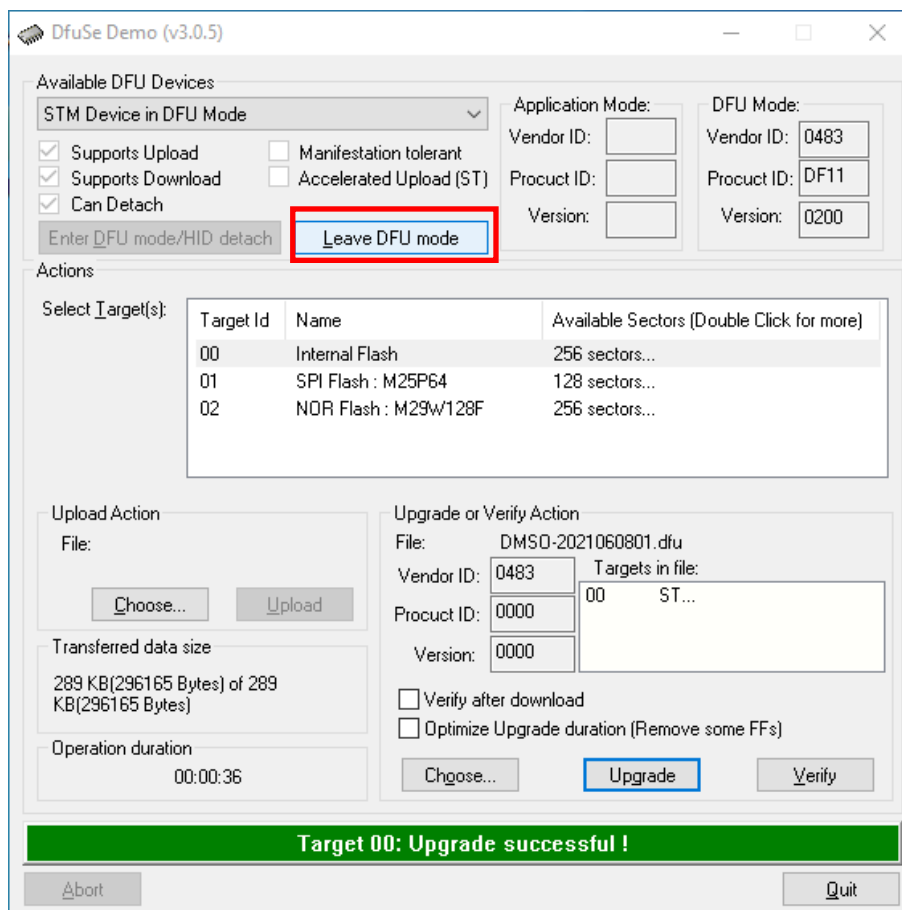 DfuSe Demo (v3.0.5)
Available DFU Devices
STM Device in DFU Mode
Supports Upload
Manifestation tolerant
Supports Download
Accelerated Upload (ST)
Can Detach
Enter DFU mode/HID detach
Leave DFU mode
Application Mode:
Vendor ID:
Procuct ID:
Version:
DFU Mode:
Vendor ID: 0483
Procuct ID: DF11
Version: 0200
Actions
Select Target(s):
Target Id Name Available Sectors (Double Click for more)
00 Internal Flash 256 sectors...
01 SPI Flash : M25P64 128 sectors...
02 NOR Flash : M29W128F 256 sectors...
Upload Action
File:
Choose... Upload
Transferred data size
289 KB(296165 Bytes) of 289
KB(296165 Bytes)
Operation duration
00:00:36
Upgrade or Verify Action
File: DMSO-2021060801.dfu
Vendor ID: 0483
Procuct ID: 0000
Version: 0000
Targets in file:
00 ST...
Verify after download
Optimize Upgrade duration (Remove some FFs)
Choose... Upgrade Verify
Target 00: Upgrade successful !
Abort Quit